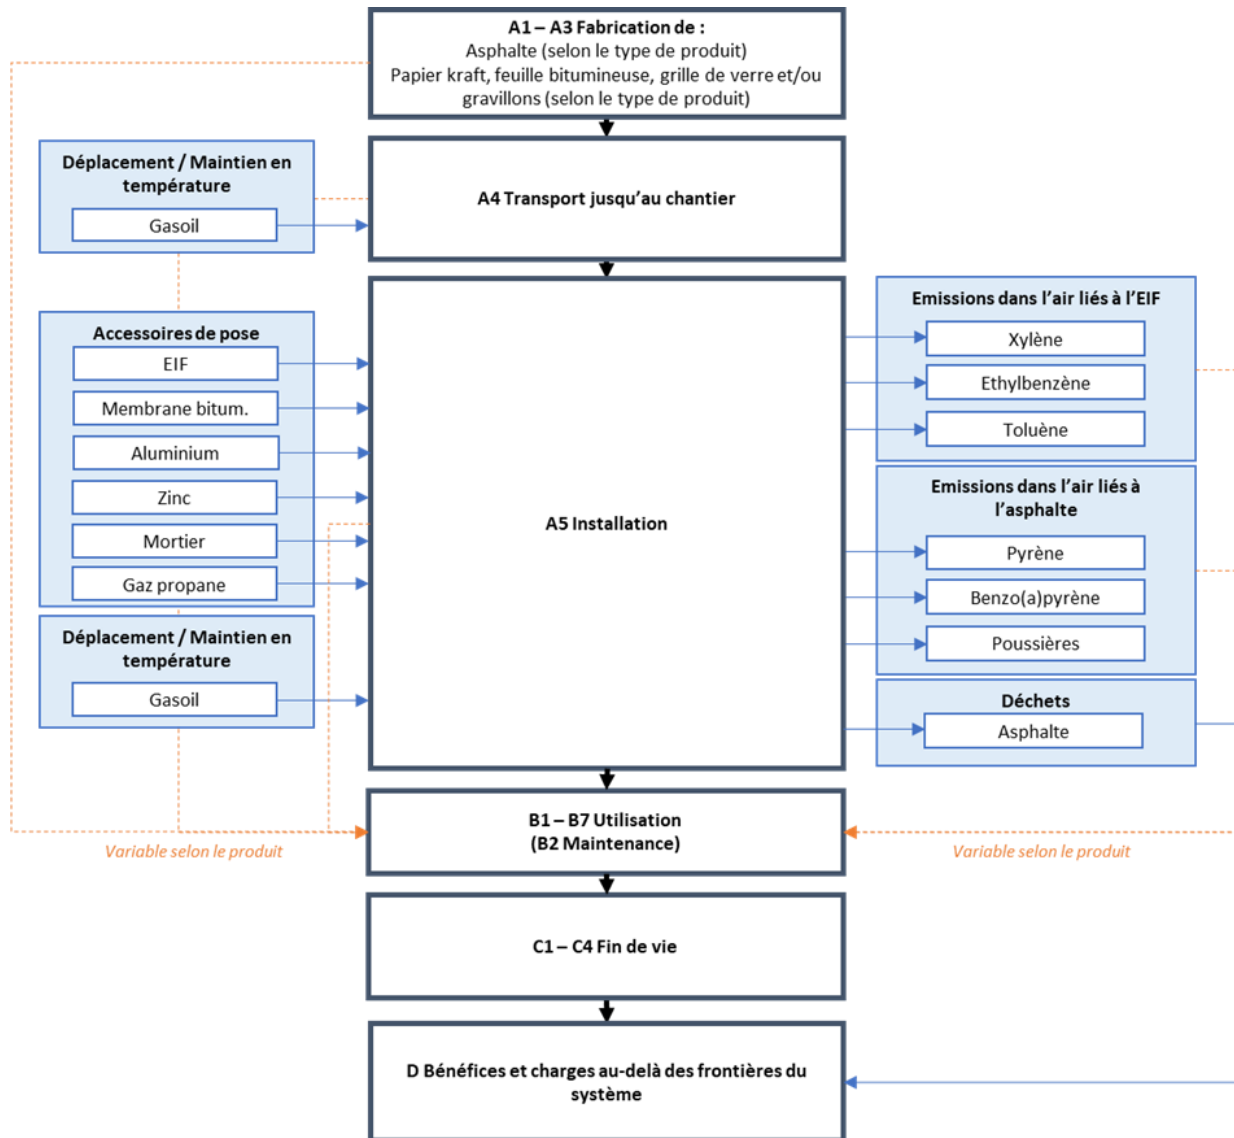 A1 – A3 Fabrication de :
Asphalte (selon le type de produit)
Papier kraft, feuille bitumineuse, grille de verre et/ou
gravillons (selon le type de produit)
Déplacement / Maintien en
température
Gasoil
A4 Transport jusqu’au chantier
Accessoires de pose
EIF
Membrane bitum.
Aluminium
Zinc
Mortier
Gaz propane
Déplacement / Maintien en
température
Gasoil
A5 Installation
Emissions dans l’air liés à l’EIF
Xylène
Ethylbenzène
Toluène
Emissions dans l’air liés à
l’asphalte
Pyrène
Benzo(a)pyrène
Poussières
Déchets
Asphalte
B1 – B7 Utilisation
(B2 Maintenance)
Variable selon le produit
Variable selon le produit
C1 – C4 Fin de vie
D Bénéfices et charges au-delà des frontières du
système